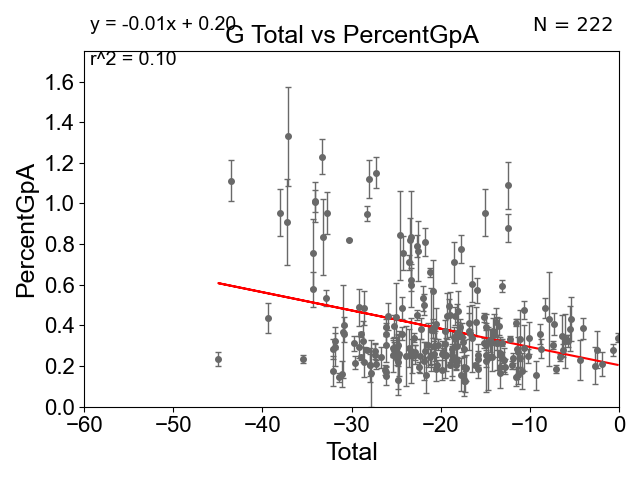 y = -0.01x + 0.20
N = 222
G Total vs PercentGpA
r^2 = 0.10
PercentGpA
1.6
1.4
1.2
1.0
0.8
0.6
0.4
0.2
0.0
−60 −50 −40 −30 −20 −10 0
Total